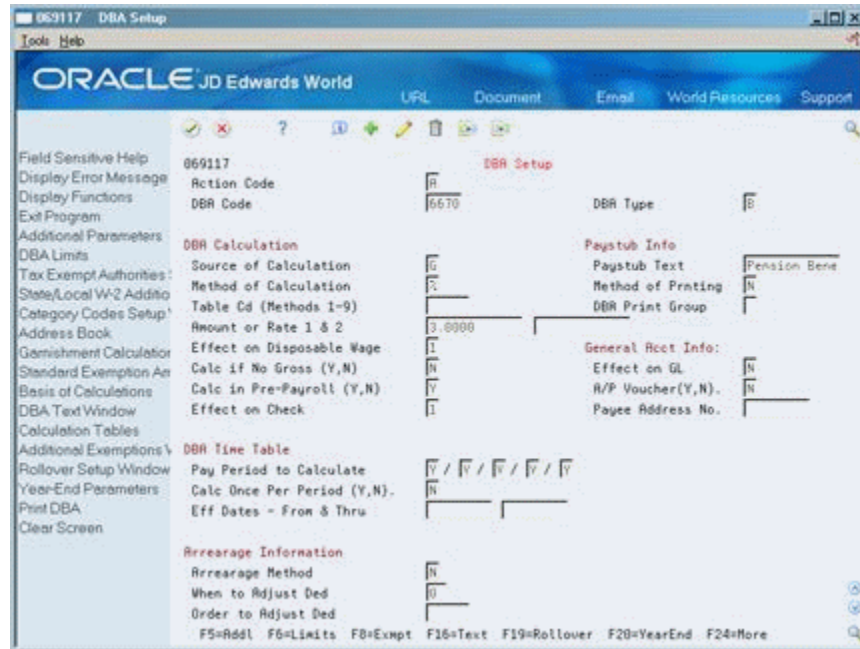 069117 DBA Setup
Tools Help
ORACLE JD Edwards World
URL Document Email World Resources Support
Field Sensitive Help
Display Error Message
Display Functions
Exit Program
Additional Parameters
DBA Limits
Tax Exempt Authorities
State/Local W-2 Additio
Category Codes Setup
Address Book
Garnishment Calculation
Standard Exemption Am
Basis of Calculations
DBA Text Window
Calculation Tables
Additional Exemptions
Rollover Setup Window
Year-End Parameters
Print DBA
Clear Screen
069117 DBA Setup
Action Code A
DBA Code 6670 DBA Type B
DBA Calculation Paystub Info
Source of Calculation G Paystub Text Pension Bene
Method of Calculation % Method of Prnting N
Table Cd (Methods 1-9) DBA Print Group
Amount or Rate 1 & 2 3.0000
Effect on Disposable Wage I General Acct Info:
Calc if No Gross (Y,N) N Effect on GL N
Calc in Pre-Payroll (Y,N) Y A/P Voucher(Y,N). N
Effect on Check I Payee Address No.
DBA Time Table
Pay Period to Calculate Y / Y / Y / Y / Y
Calc Once Per Period (Y,N). N
Eff Dates - From & Thru
Arrearage Information
Arrearage Method N
When to Adjust Ded 0
Order to Adjust Ded
F5=Addl F6=Limits F8=Exmpt F16=Text F19=Rollover F20=YearEnd F24=More